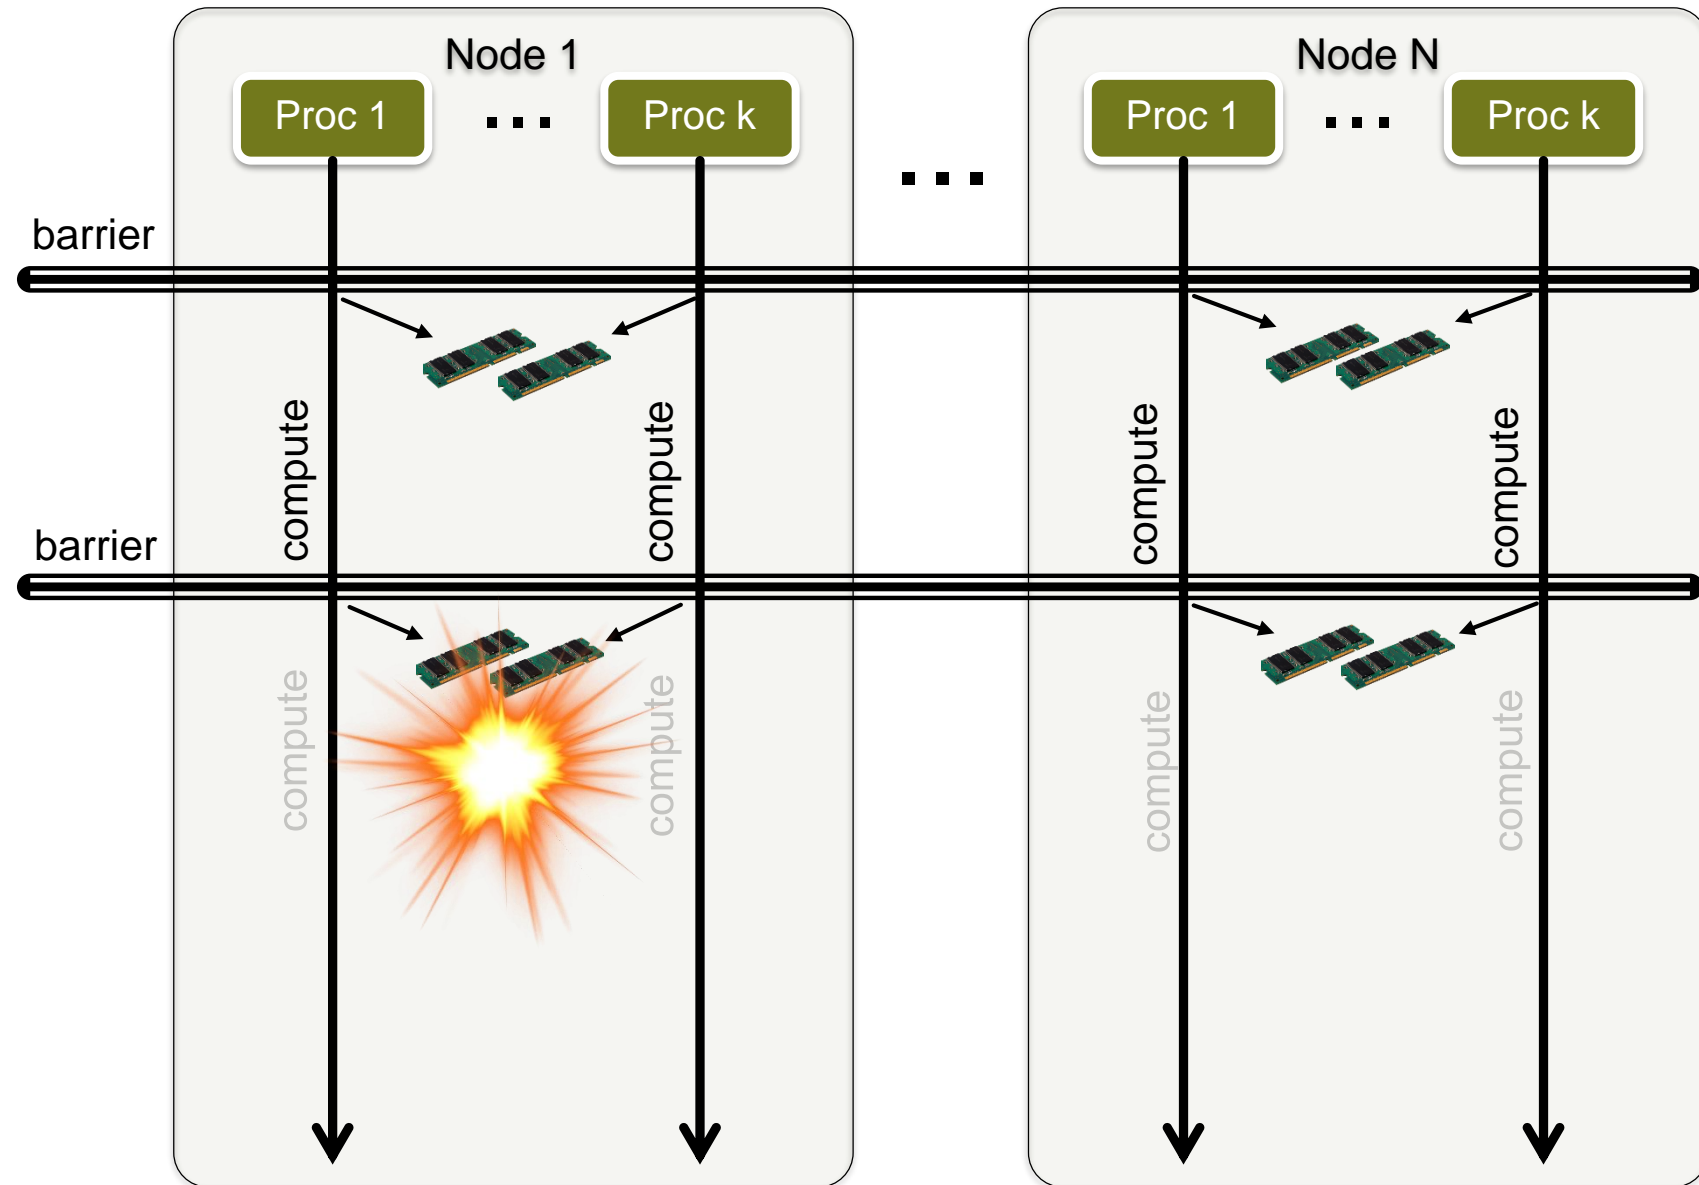 Node 1
Node N
Proc 1
...
Proc k
...
Proc 1
...
Proc k
barrier
compute
compute
compute
compute
barrier
compute
compute
compute
compute